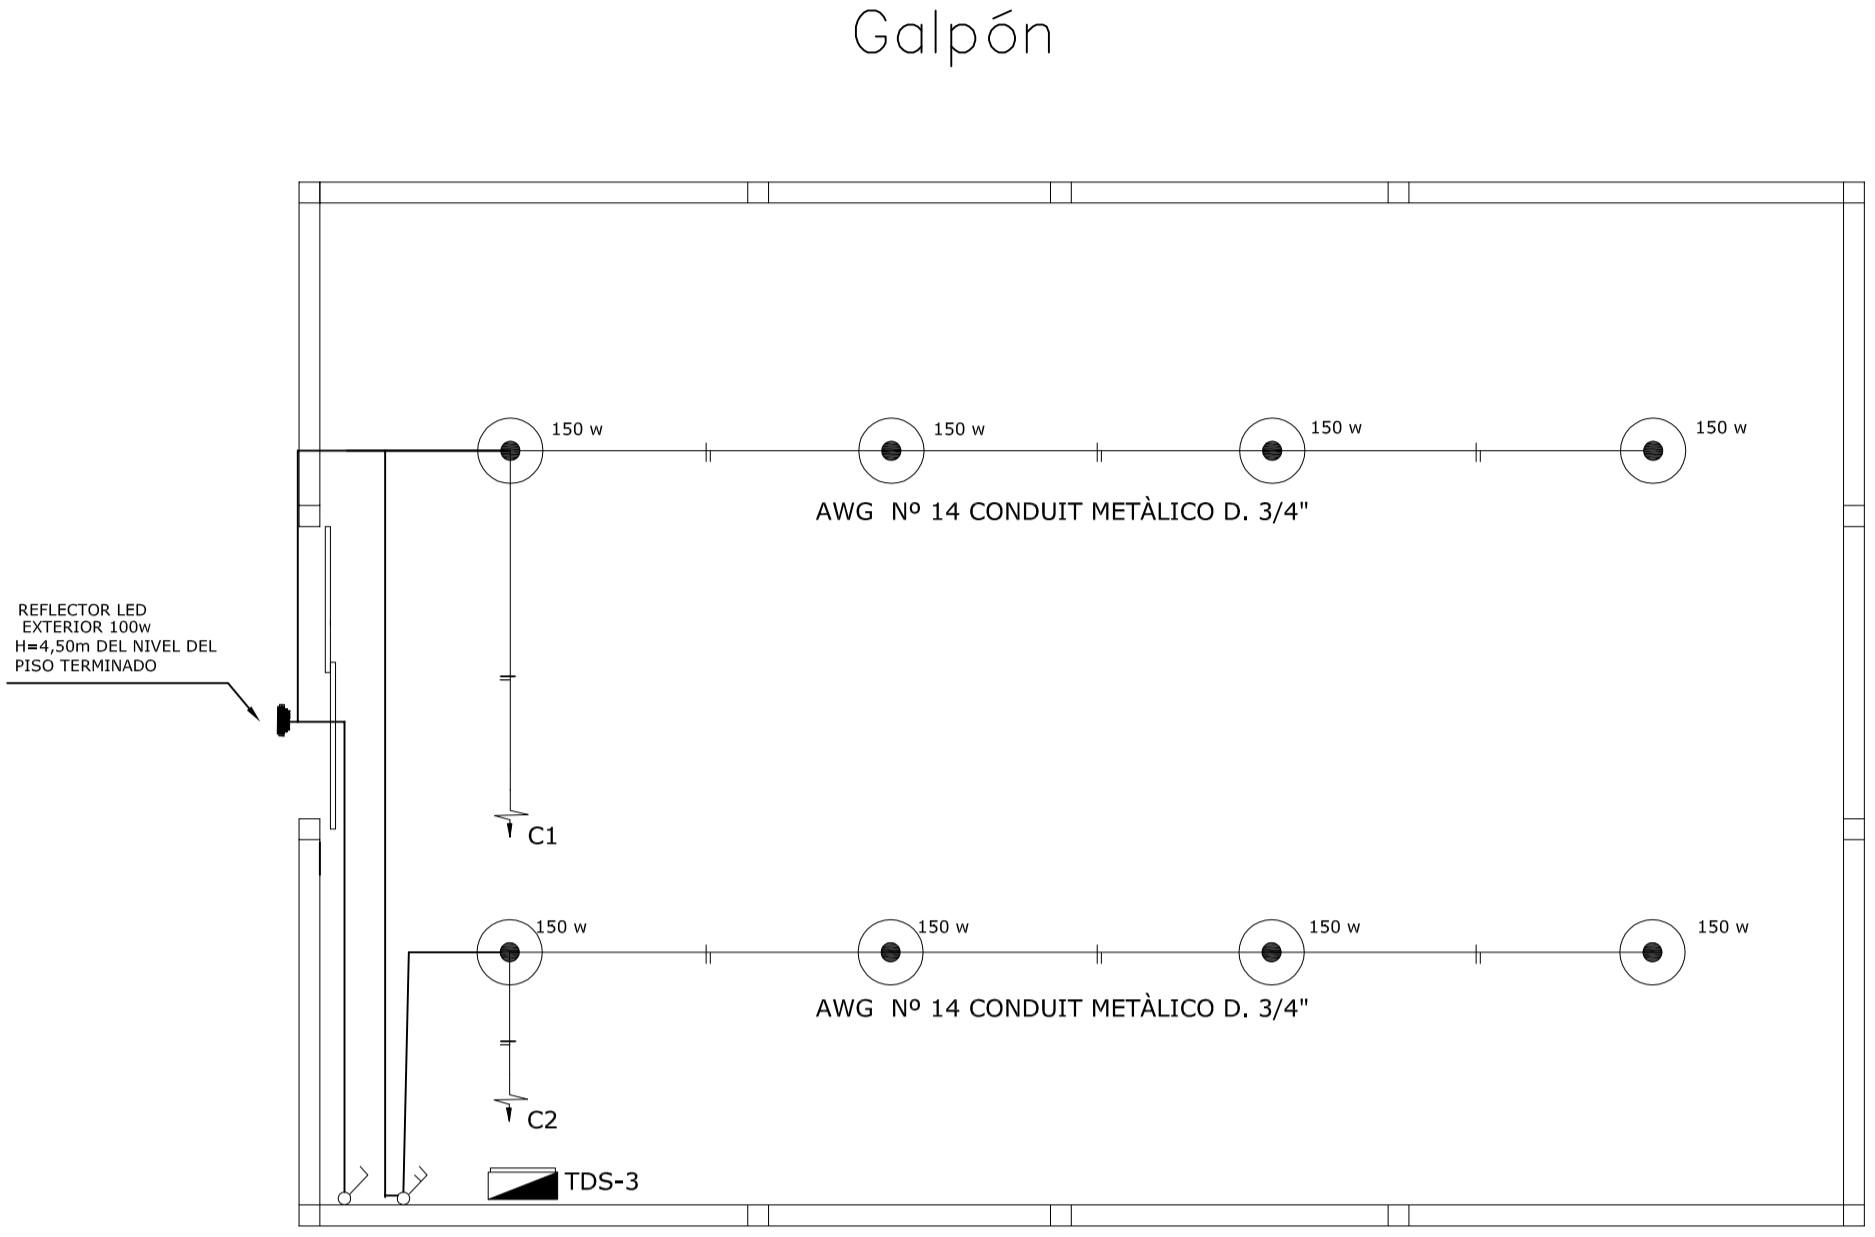 Galpón
150 w
150 w
150 w
150 w
AWG Nº 14 CONDUIT METÀLICO D. 3/4"
REFLECTOR LED
EXTERIOR 100w
H=4,50m DEL NIVEL DEL
PISO TERMINADO
C1
150 w
150 w
150 w
150 w
AWG Nº 14 CONDUIT METÀLICO D. 3/4"
C2
TDS-3